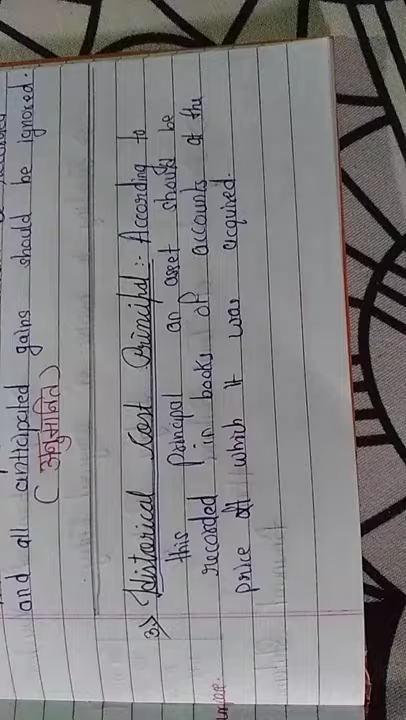 and all anticipated gains should be ignored.
(अनुमानित)
3> Historical Cost Principal :- According to
this Principal an asset should be
recorded in books of accounts at the
price at which it was acquired.